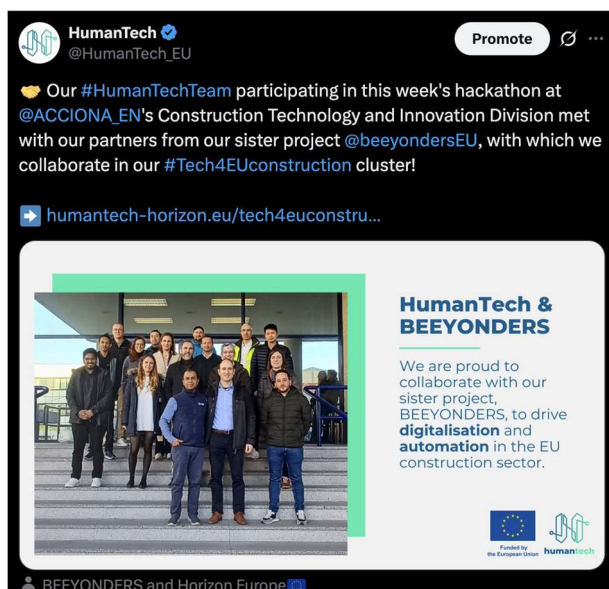 HumanTech
@HumanTech_EU
Promote
🤝 Our #HumanTechTeam participating in this week's hackathon at
@ACCIONA_EN's Construction Technology and Innovation Division met
with our partners from our sister project @beeyondersEU, with which we
collaborate in our #Tech4EUconstruction cluster!
➡️ humantech-horizon.eu/tech4euconstru...
HumanTech &
BEEYONDERS
We are proud to
collaborate with our
sister project,
BEEYONDERS, to drive
digitalisation and
automation in the EU
construction sector.
Funded by
the European Union
humantech
BEEYONDERS and Horizon Europe🇪🇺